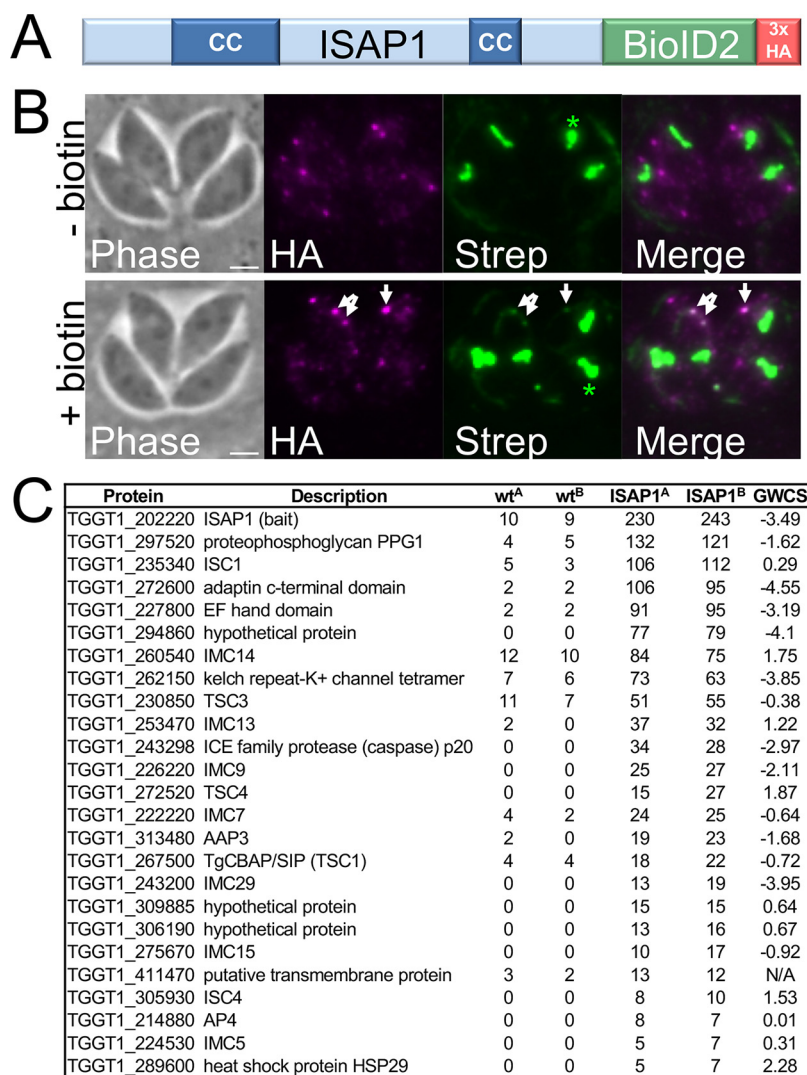 A
CC ISAP1 CC BioID2 3x HA
B
- biotin
Phase HA Strep * Merge
+ biotin
Phase HA Strep * Merge
C
Protein Description wtA wtB ISAP1A ISAP1B GWCS
TGGT1_202220 ISAP1 (bait) 10 9 230 243 -3.49
TGGT1_297520 proteophosphoglycan PPG1 4 5 132 121 -1.62
TGGT1_235340 ISC1 5 3 106 112 0.29
TGGT1_272600 adaptin c-terminal domain 2 2 106 95 -4.55
TGGT1_227800 EF hand domain 2 2 91 95 -3.19
TGGT1_294860 hypothetical protein 0 0 77 79 -4.1
TGGT1_260540 IMC14 12 10 84 75 1.75
TGGT1_262150 kelch repeat-K+ channel tetramer 7 6 73 63 -3.85
TGGT1_230850 TSC3 11 7 51 55 -0.38
TGGT1_253470 IMC13 2 0 37 32 1.22
TGGT1_243298 ICE family protease (caspase) p20 0 0 34 28 -2.97
TGGT1_226220 IMC9 0 0 25 27 -2.11
TGGT1_272520 TSC4 0 0 15 27 1.87
TGGT1_222220 IMC7 4 2 24 25 -0.64
TGGT1_313480 AAP3 2 0 19 23 -1.68
TGGT1_267500 TgCBAP/SIP (TSC1) 4 4 18 22 -0.72
TGGT1_243200 IMC29 0 0 13 19 -3.95
TGGT1_309885 hypothetical protein 0 0 15 15 0.64
TGGT1_306190 hypothetical protein 0 0 13 16 0.67
TGGT1_275670 IMC15 0 0 10 17 -0.92
TGGT1_411470 putative transmembrane protein 3 2 13 12 N/A
TGGT1_305930 ISC4 0 0 8 10 1.53
TGGT1_214880 AP4 0 0 8 7 0.01
TGGT1_224530 IMC5 0 0 5 7 0.31
TGGT1_289600 heat shock protein HSP29 0 0 5 7 2.28